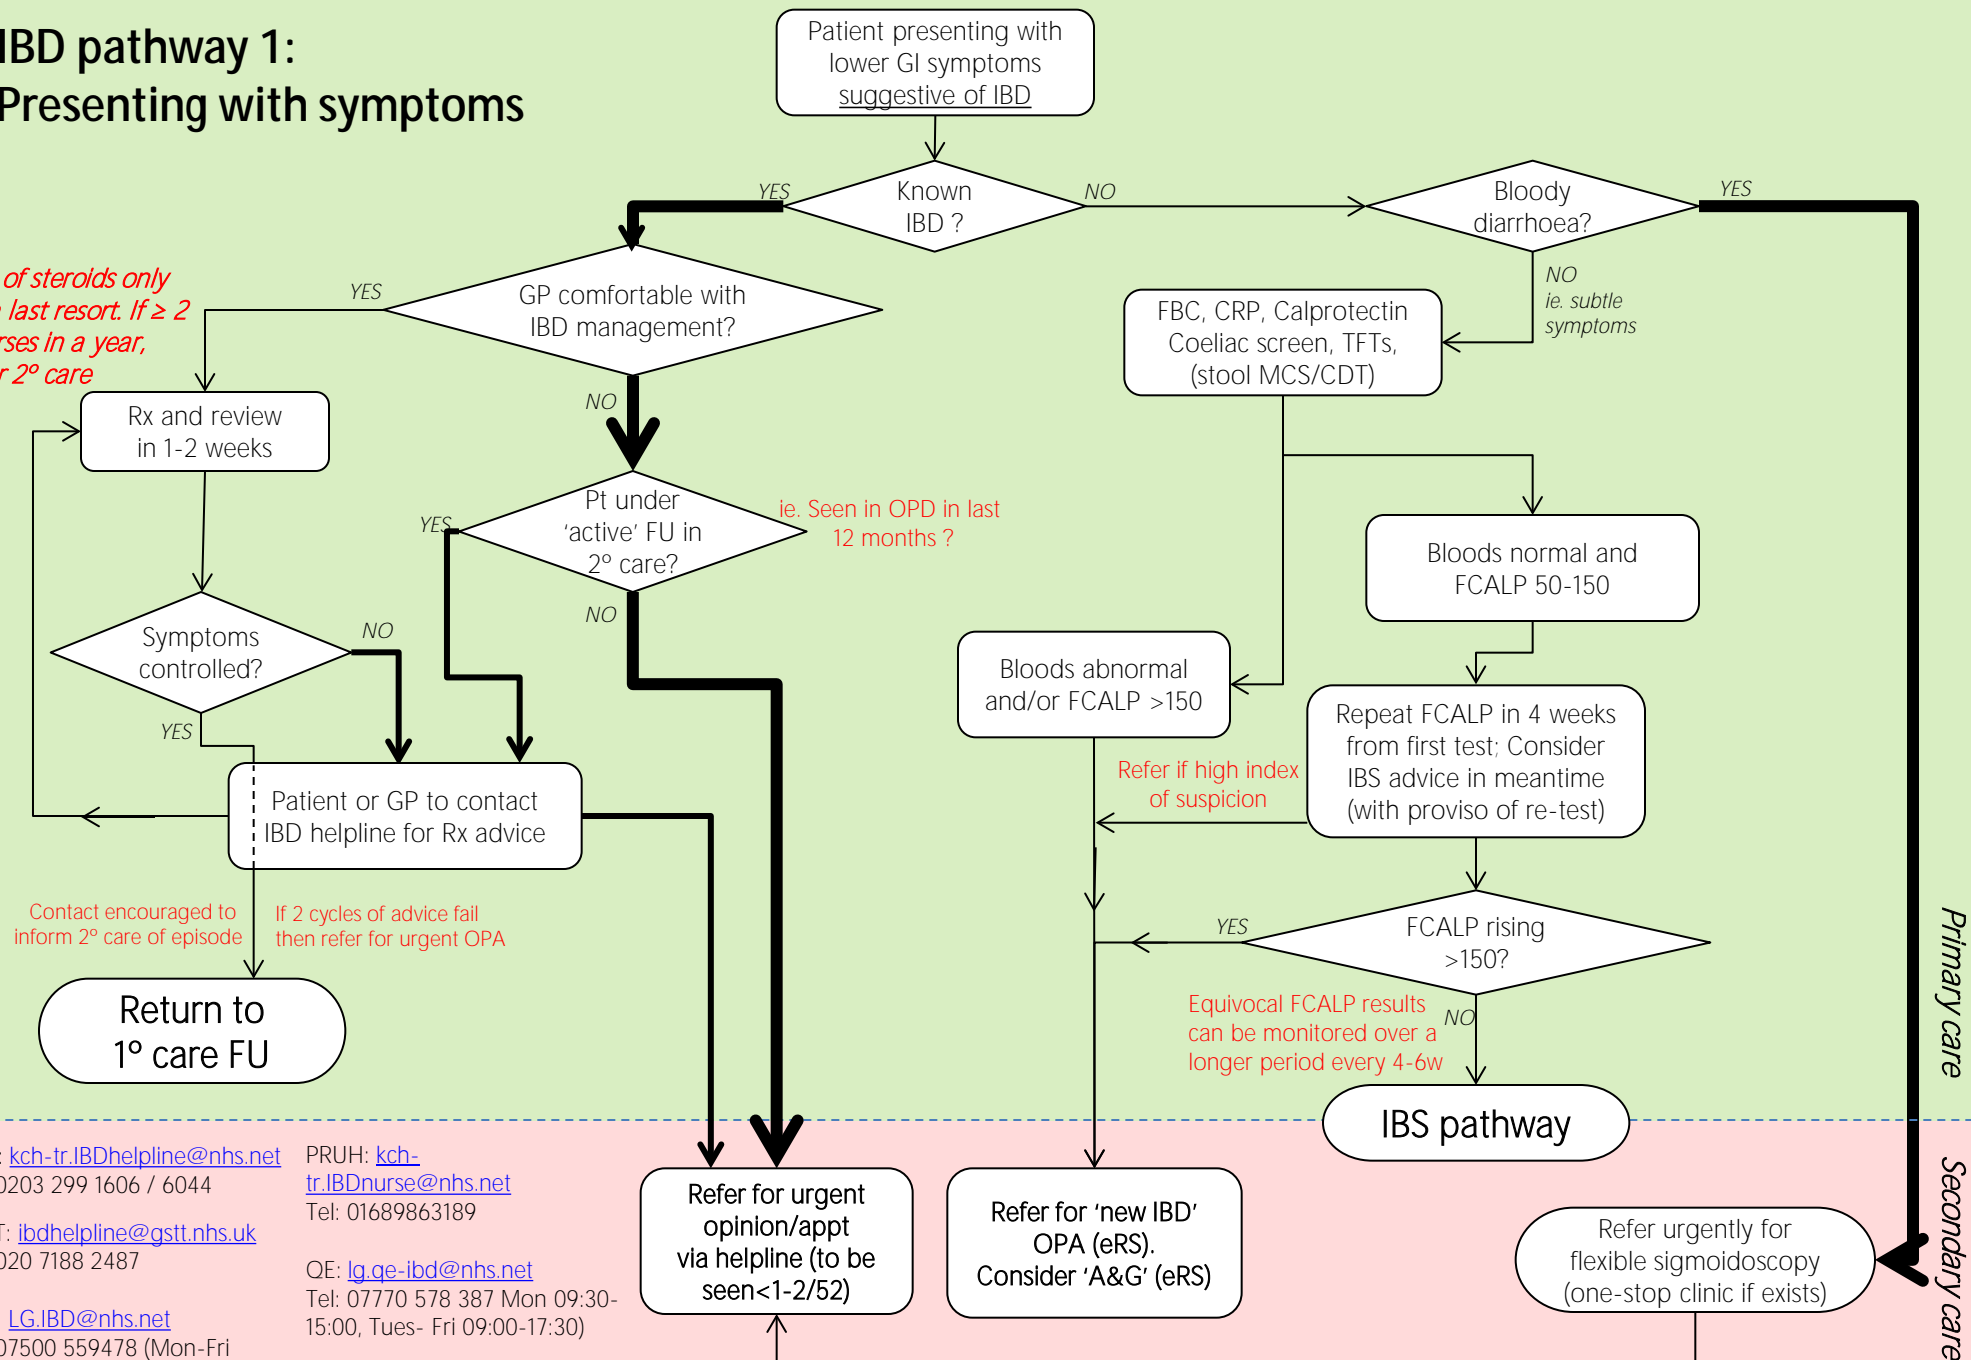 IBD pathway 1:
Presenting with symptoms
Patient presenting with
lower GI symptoms
suggestive of IBD
Known
IBD ?
YES
NO
Bloody
diarrhoea?
YES
NO
ie. subtle
symptoms
of steroids only
last resort. If ≥ 2
in a year,
2º care
GP comfortable with
IBD management?
YES
NO
FBC, CRP, Calprotectin
Coeliac screen, TFTs,
(stool MCS/CDT)
Rx and review
in 1-2 weeks
Pt under
‘active’ FU in
2º care?
YES
NO
ie. Seen in OPD in last
12 months ?
Bloods normal and
FCALP 50-150
Symptoms
controlled?
NO
YES
Bloods abnormal
and/or FCALP >150
Repeat FCALP in 4 weeks
from first test; Consider
IBS advice in meantime
(with proviso of re-test)
Refer if high index
of suspicion
Patient or GP to contact
IBD helpline for Rx advice
Contact encouraged to
inform 2º care of episode
If 2 cycles of advice fail
then refer for urgent OPA
FCALP rising
>150?
YES
NO
Equivocal FCALP results
can be monitored over a
longer period every 4-6w
Return to
1º care FU
IBS pathway
Primary care
Secondary care
: kch-tr.IBDhelpline@nhs.net
0203 299 1606 / 6044
T: ibdhelpline@gstt.nhs.uk
020 7188 2487
LG.IBD@nhs.net
07500 559478 (Mon-Fri
PRUH: kch-
tr.IBDnurse@nhs.net
Tel: 01689863189
QE: lg.qe-ibd@nhs.net
Tel: 07770 578 387 Mon 09:30-
15:00, Tues- Fri 09:00-17:30)
Refer for urgent
opinion/appt
via helpline (to be
seen<1-2/52)
Refer for ‘new IBD’
OPA (eRS).
Consider ‘A&G’ (eRS)
Refer urgently for
flexible sigmoidoscopy
(one-stop clinic if exists)